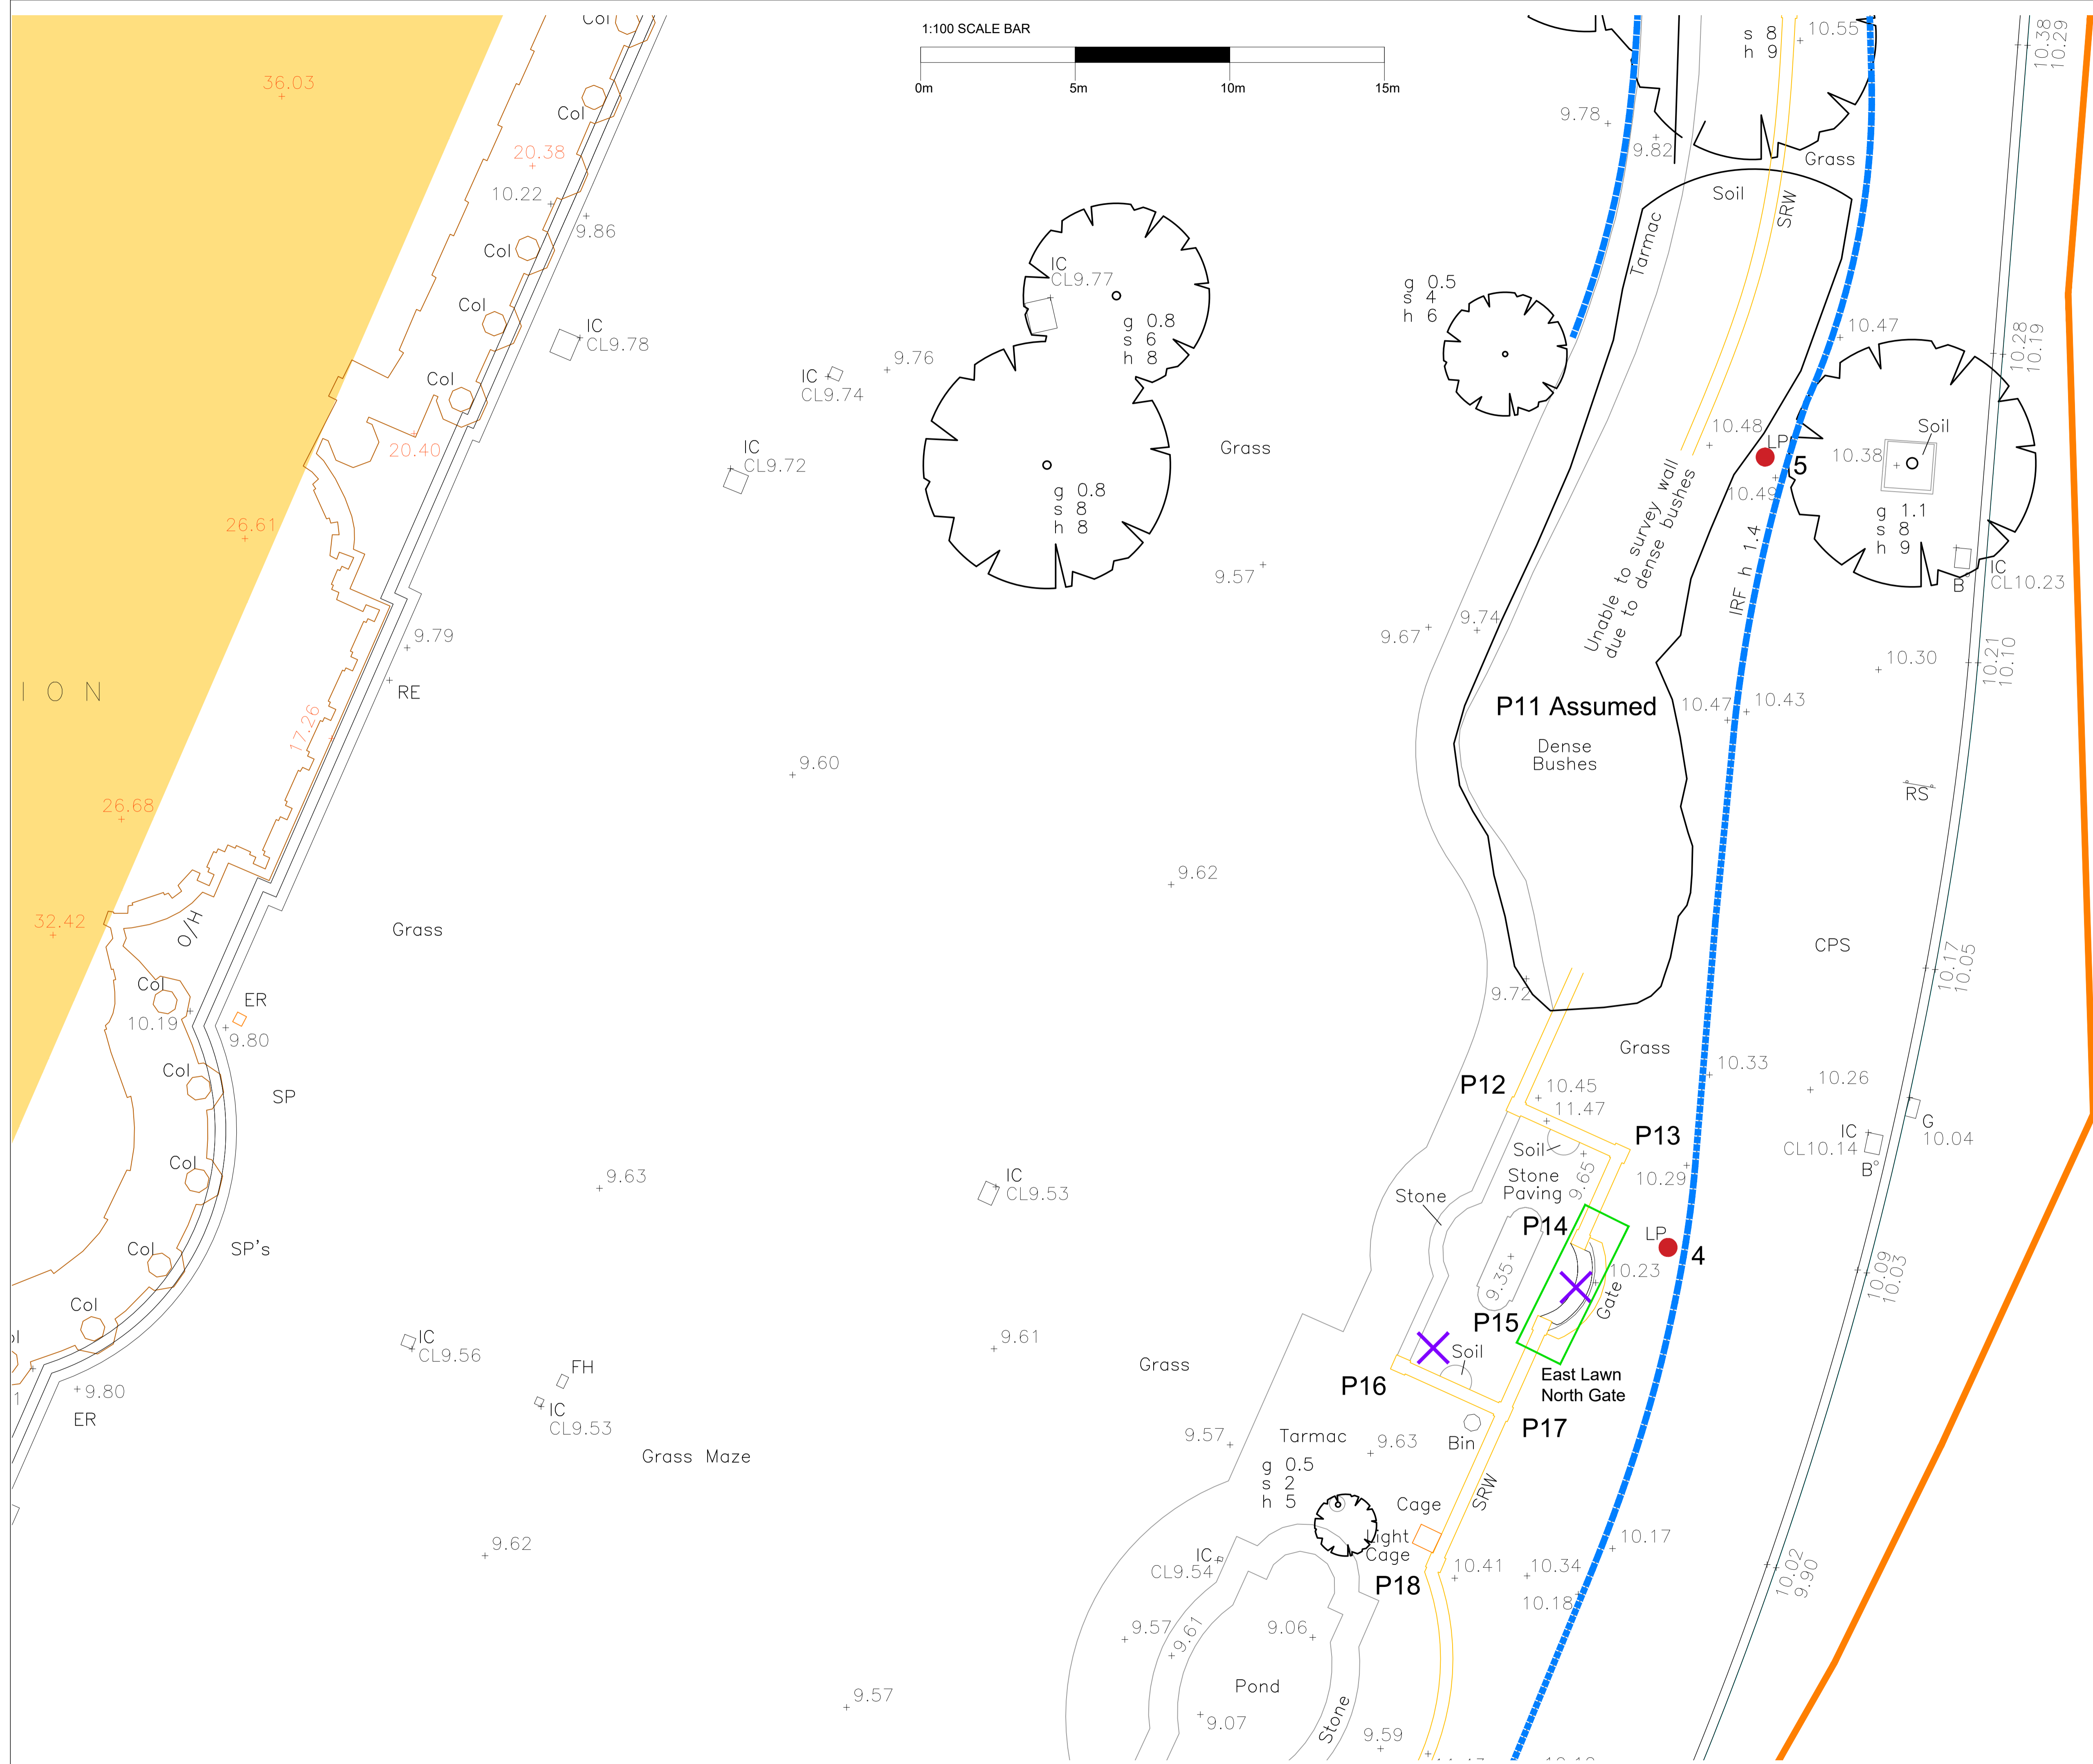 1:100 SCALE BAR
0m
5m
10m
15m
Col
36.03
Col
20.38
10.22
9.86
Col
Col
Col
20.40
26.61
IC
CL9.78
IC
CL9.74
9.76
IC
CL9.72
IC
CL9.77
g 0.8
s 6
h 8
g 0.8
s 8
h 8
Grass
9.57
g 0.5
s 4
h 6
9.78
9.82
s 8
h 9
10.55
Grass
Soil
SRW
Tarmac
10.38
10.29
10.47
10.28
10.19
10.48
LP
5
10.38
Soil
10.49
g 1.1
s 8
h 9
B
IC
CL10.23
Unable to survey wall
due to dense bushes
IRF h 1.4
9.67
9.74
10.30
10.21
10.10
P11 Assumed
10.47
10.43
Dense
Bushes
RS
I O N
9.79
RE
17.26
9.60
26.68
9.62
32.42
O/H
Grass
CPS
10.17
10.05
9.72
Col
ER
10.19
9.80
Grass
10.33
10.26
P12
10.45
11.47
Col
SP
G
10.04
IC
CL10.14
B
P13
Soil
Stone
Paving
9.65
10.29
Col
9.63
IC
CL9.53
Stone
P14
LP
4
Col
SP's
9.35
10.23
Gate
10.09
10.03
Col
P15
IC
CL9.56
9.61
Grass
Soil
FH
East Lawn
North Gate
P16
9.80
ER
IC
CL9.53
P17
9.57
Tarmac
9.63
Bin
Grass Maze
g 0.5
s 2
h 5
Cage
SRW
Light
Cage
9.62
IC
CL9.54
P18
10.41
10.34
10.17
10.18
10.02
9.90
9.57
9.61
9.06
Pond
9.57
9.07
Stone
9.59